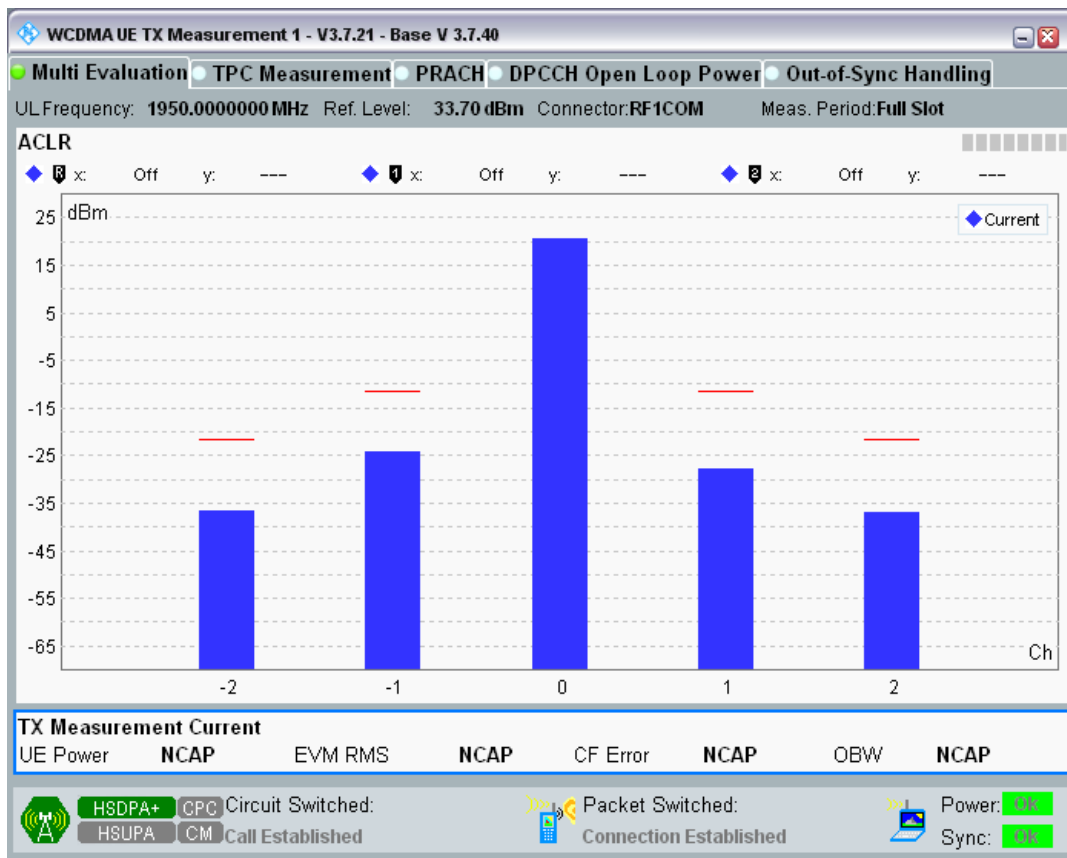 WCDMA UE TX Measurement 1 - V3.7.21 - Base V 3.7.40
Multi Evaluation TPC Measurement PRACH DPCCH Open Loop Power Out-of-Sync Handling
UL Frequency: 1950.0000000 MHz Ref. Level: 33.70 dBm Connector:RF1COM Meas. Period:Full Slot
ACLR
R x: Off y: --- 1 x: Off y: --- 2 x: Off y: ---
dBm
Current
25
15
5
-5
-15
-25
-35
-45
-55
-65
Ch
-2 -1 0 1 2
TX Measurement Current
UE Power NCAP EVM RMS NCAP CF Error NCAP OBW NCAP
HSDPA+ CPC Circuit Switched: Packet Switched: Power: Ok
HSUPA CM Call Established Connection Established Sync: Ok